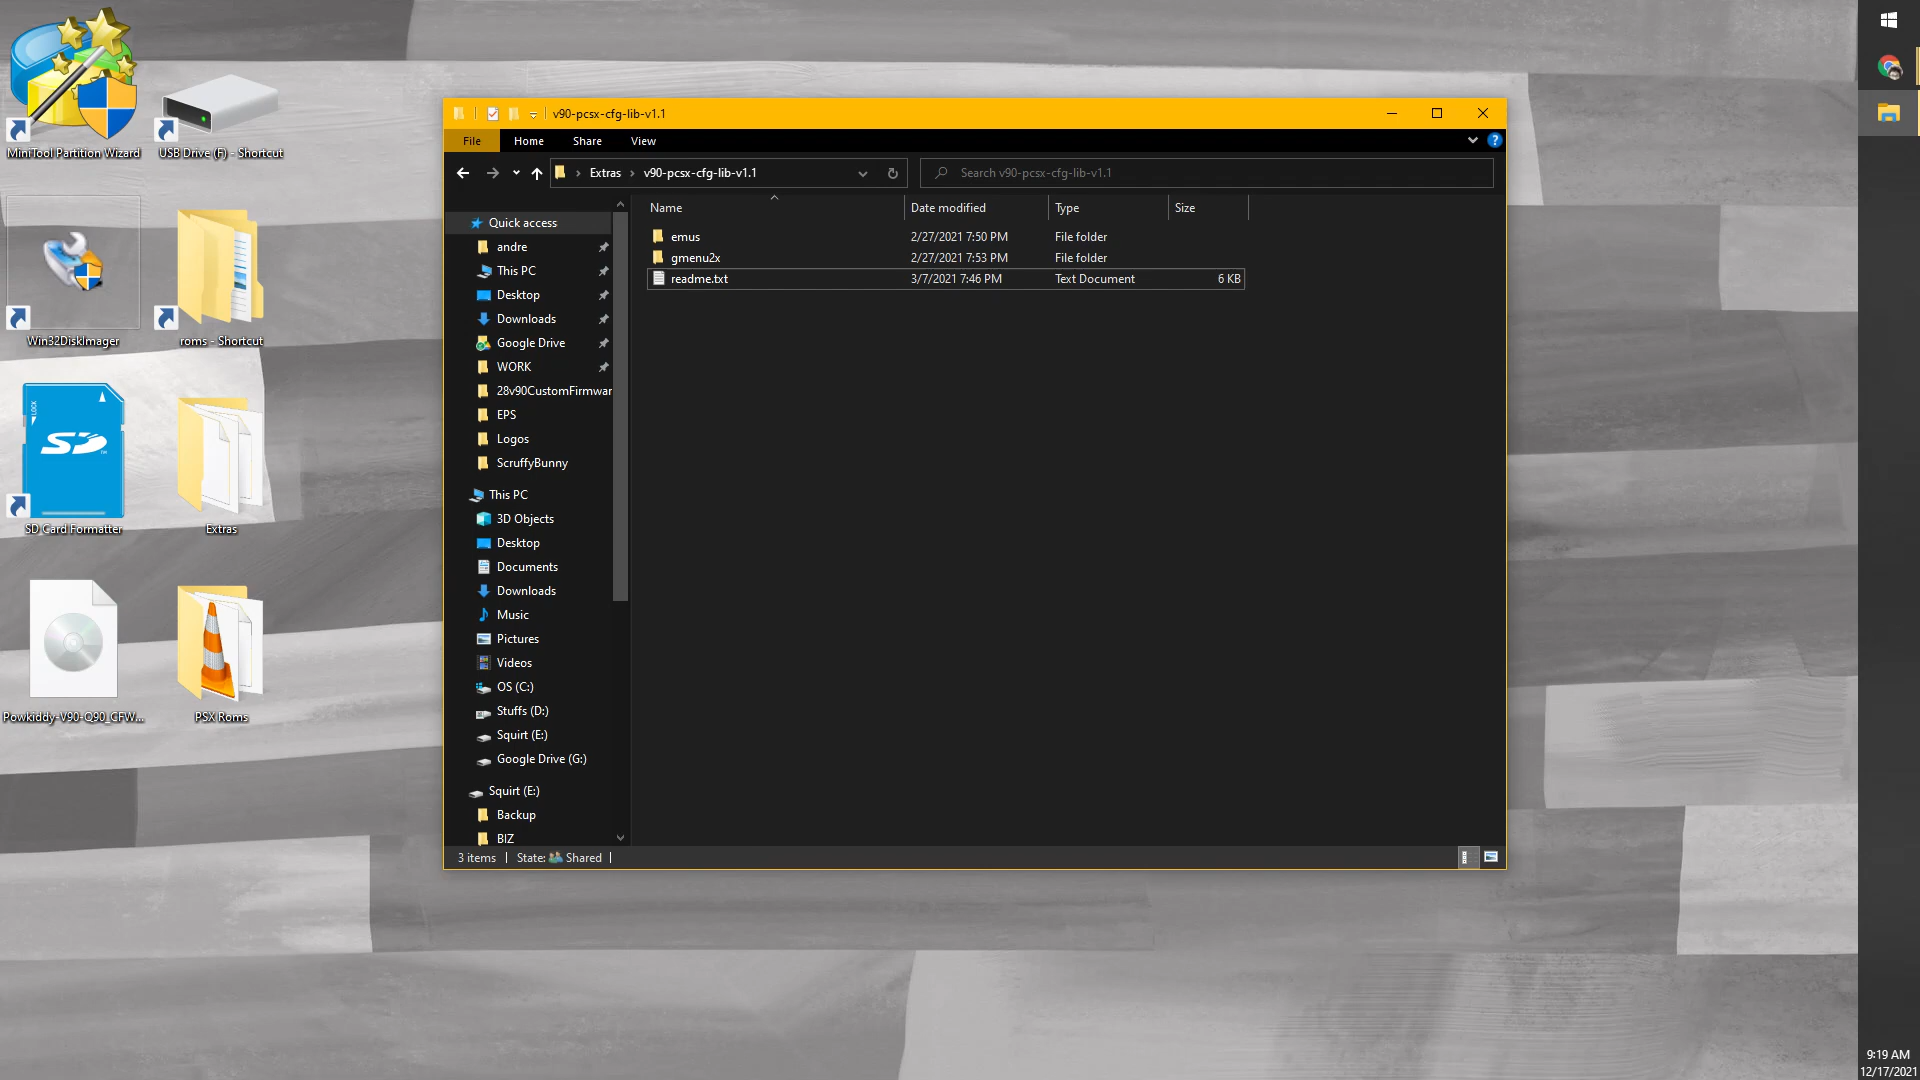 MiniTool Partition Wizard
USB Drive (F) - Shortcut
Win32DiskImager
roms - Shortcut
LOCK
SD
SD Card Formatter
Extras
Powkiddy-V90-Q90_CFW...
PSX Roms
v90-pcsx-cfg-lib-v1.1
File
Home
Share
View
?
Extras
v90-pcsx-cfg-lib-v1.1
Search v90-pcsx-cfg-lib-v1.1
Quick access
andre
This PC
Desktop
Downloads
Google Drive
WORK
28v90CustomFirmwar
EPS
Logos
ScruffyBunny
This PC
3D Objects
Desktop
Documents
Downloads
Music
Pictures
Videos
OS (C:)
Stuffs (D:)
Squirt (E:)
Google Drive (G:)
Squirt (E:)
Backup
BIZ
Name Date modified Type Size
emus 2/27/2021 7:50 PM File folder
gmenu2x 2/27/2021 7:53 PM File folder
readme.txt 3/7/2021 7:46 PM Text Document 6 KB
3 items State: Shared
9:19 AM
12/17/2021